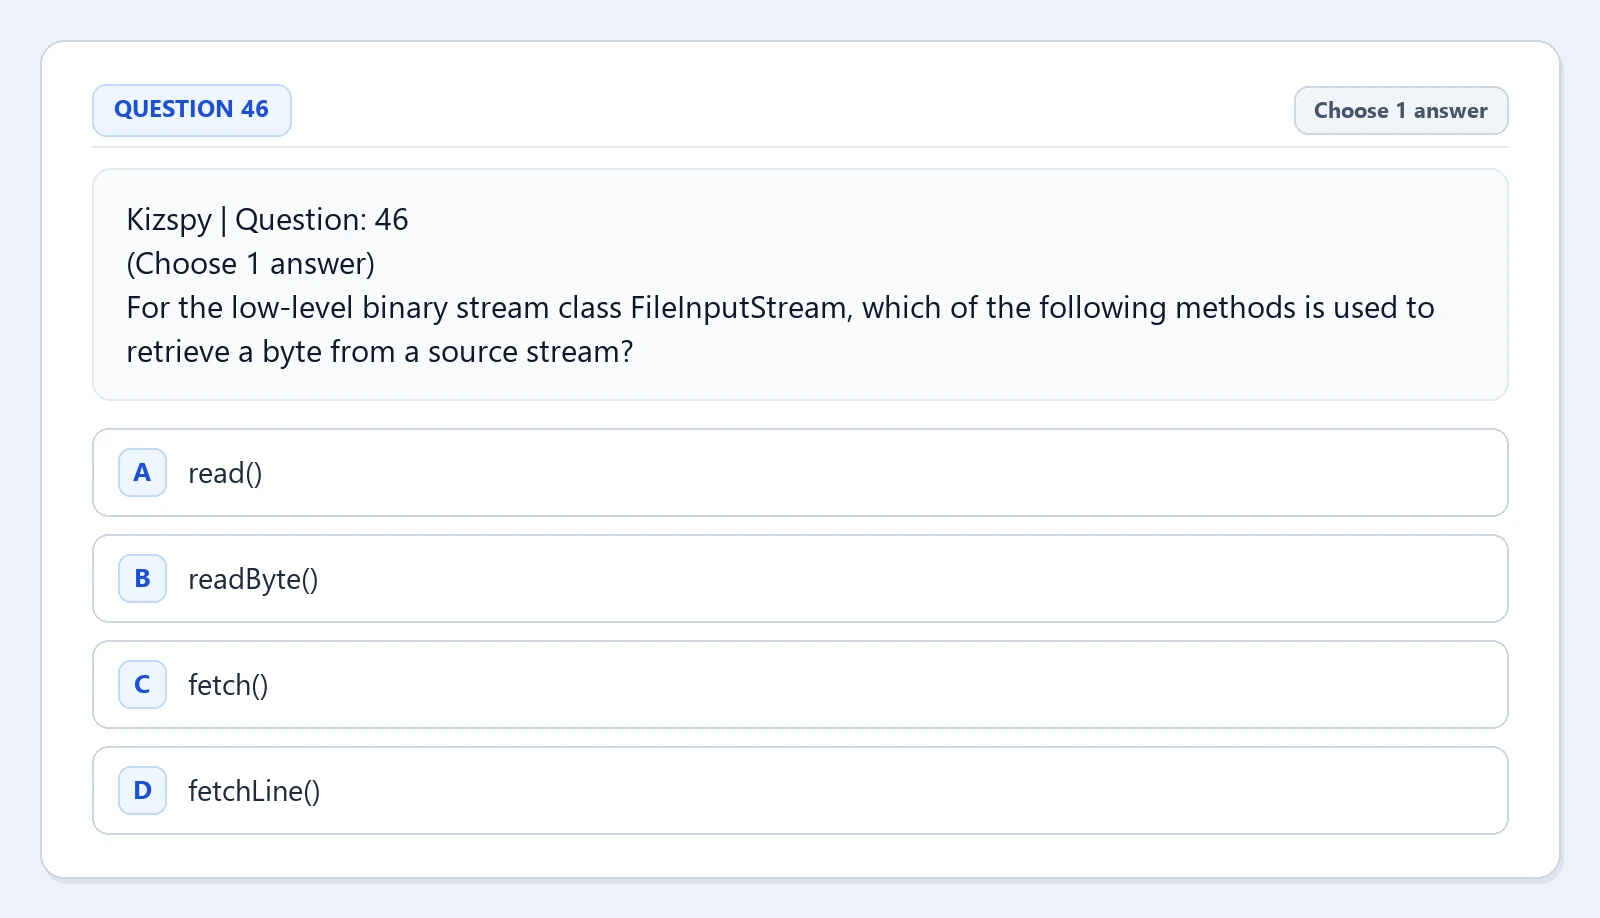 QUESTION 46
Choose 1 answer
Kizspy | Question: 46
(Choose 1 answer)
For the low-level binary stream class FileInputStream, which of the following methods is used to
retrieve a byte from a source stream?
A read()
B readByte()
C fetch()
D fetchLine()